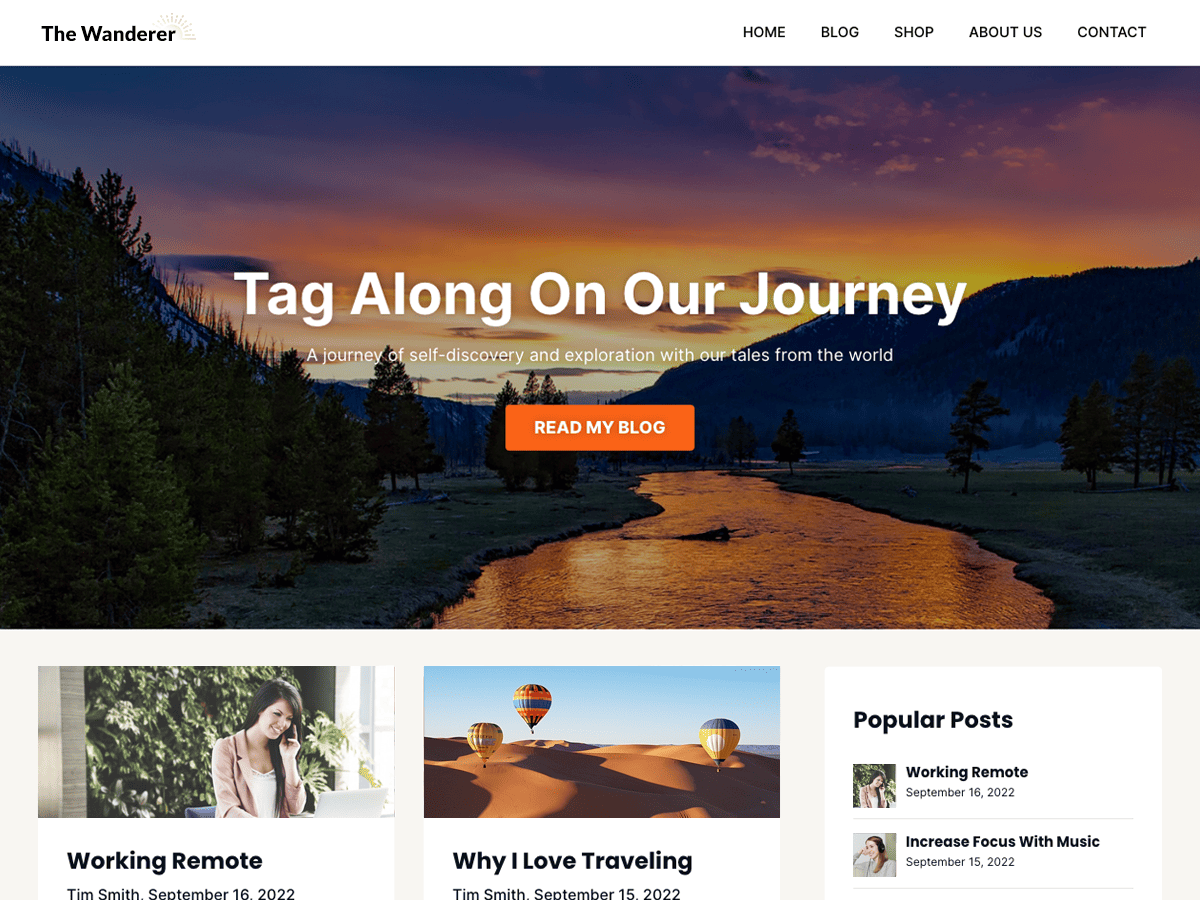 The Wanderer
HOME BLOG SHOP ABOUT US CONTACT
Tag Along On Our Journey
A journey of self-discovery and exploration with our tales from the world
READ MY BLOG
Working Remote
Tim Smith, September 16, 2022
Why I Love Traveling
Tim Smith, September 15, 2022
Popular Posts
Working Remote
September 16, 2022
Increase Focus With Music
September 15, 2022